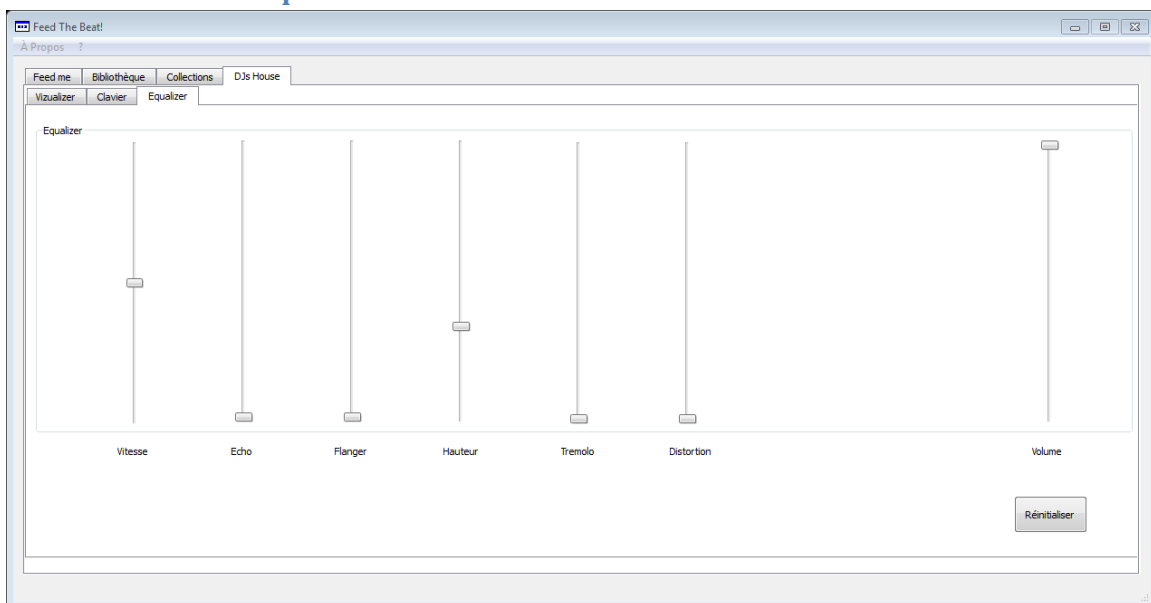 Feed The Beat!
À Propos ?
Feed me Bibliothèque Collections DJs House
Vizualizer Clavier Equalizer
Equalizer
Vitesse Echo Flanger Hauteur Tremolo Distortion Volume
Réinitialiser